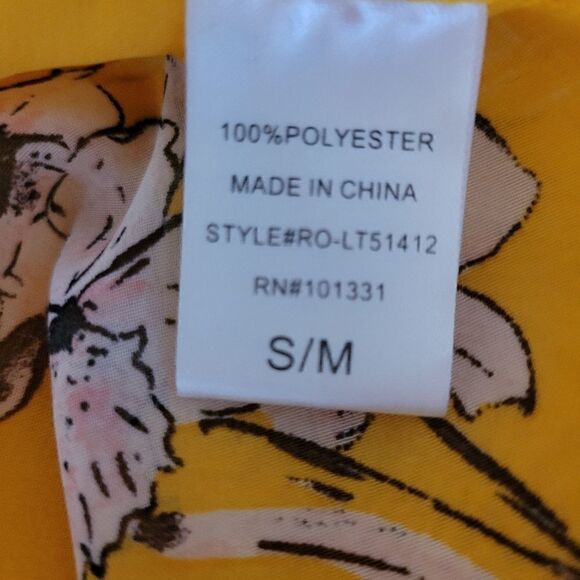 100%POLYESTER
MADE IN CHINA
STYLE#RO-LT51412
RN#101331
S/M